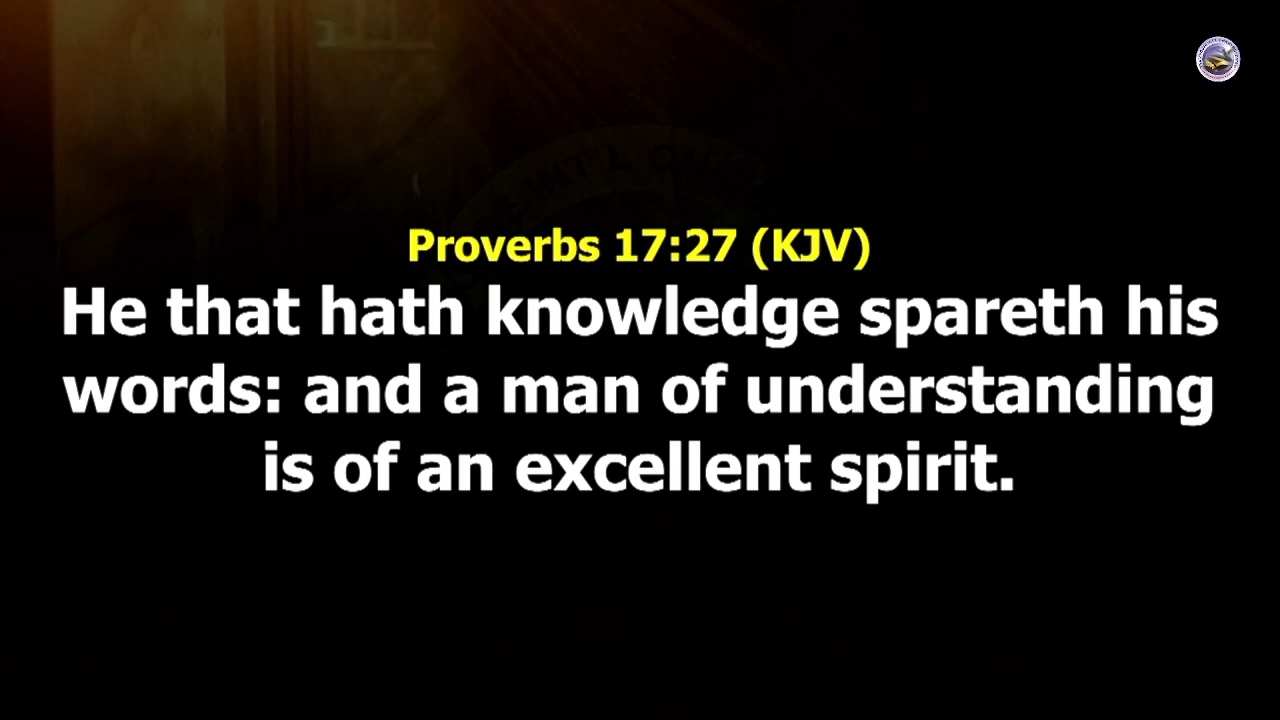 INT'L
Proverbs 17:27 (KJV)
He that hath knowledge spareth his
words: and a man of understanding
is of an excellent spirit.